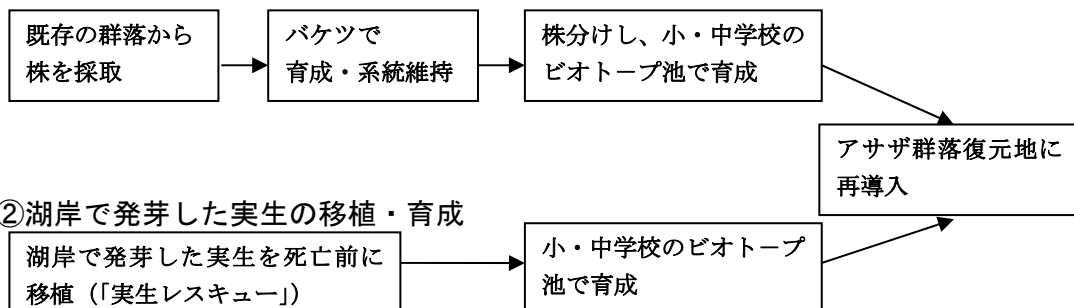 既存の群落から
株を採取
バケツで
育成・系統維持
株分けし、小・中学校の
ビオトープ池で育成
アサザ群落復元地に
再導入
②湖岸で発芽した実生の移植・育成
湖岸で発芽した実生を死亡前に
移植（「実生レスキュー」）
小・中学校のビオトープ
池で育成